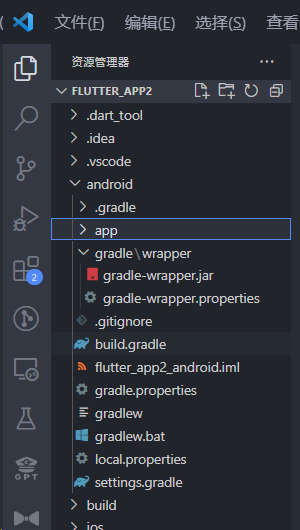 文件(F) 编辑(E) 选择(S) 查看
资源管理器
FLUTTER_APP2
.dart_tool
.idea
.vscode
android
.gradle
app
gradle\wrapper
gradle-wrapper.jar
gradle-wrapper.properties
.gitignore
build.gradle
flutter_app2_android.iml
gradle.properties
gradlew
gradlew.bat
local.properties
settings.gradle
build
ios
2
GPT